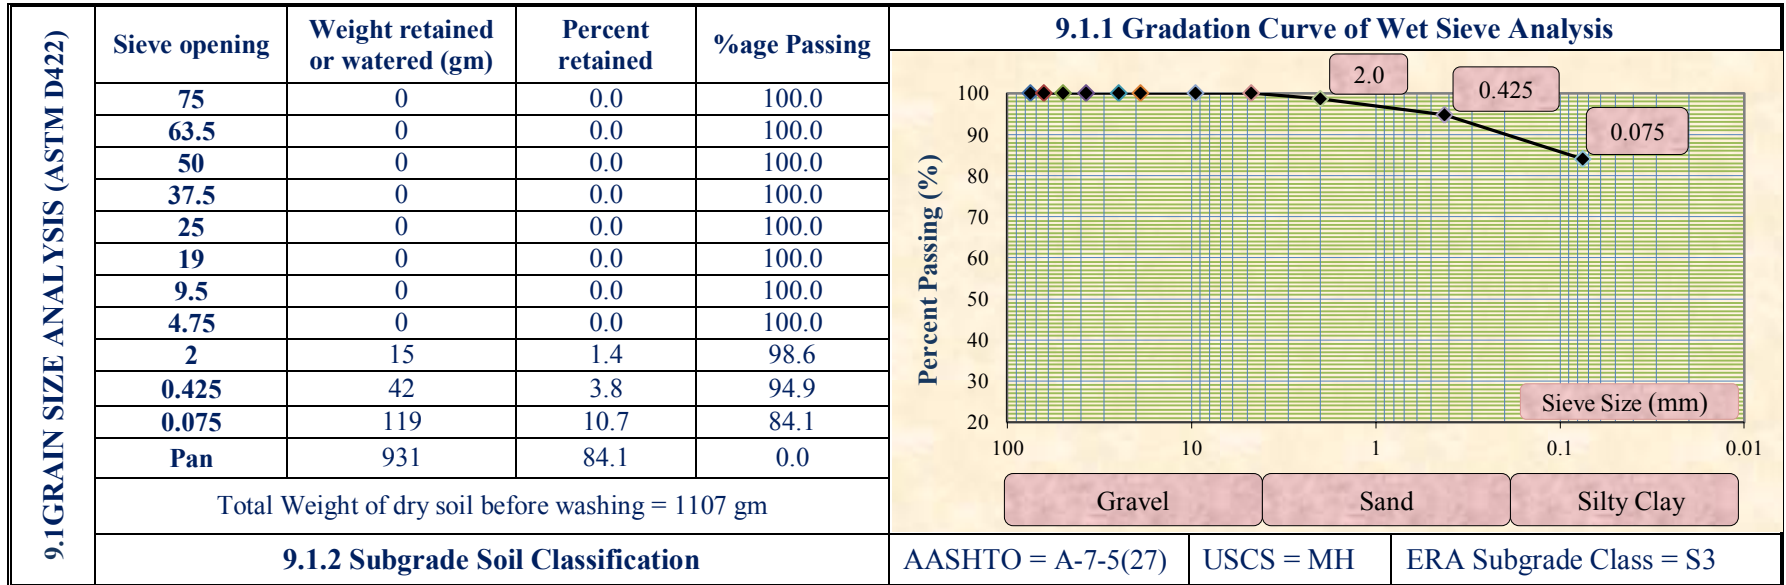 9.1GRAIN SIZE ANALYSIS (ASTM D422)
Sieve opening Weight retained or watered (gm) Percent retained %age Passing
75 0 0.0 100.0
63.5 0 0.0 100.0
50 0 0.0 100.0
37.5 0 0.0 100.0
25 0 0.0 100.0
19 0 0.0 100.0
9.5 0 0.0 100.0
4.75 0 0.0 100.0
2 15 1.4 98.6
0.425 42 3.8 94.9
0.075 119 10.7 84.1
Pan 931 84.1 0.0
Total Weight of dry soil before washing = 1107 gm
9.1.1 Gradation Curve of Wet Sieve Analysis
2.0
0.425
0.075
Percent Passing (%)
100
90
80
70
60
50
40
30
20
Sieve Size (mm)
100 10 1 0.1 0.01
Gravel Sand Silty Clay
9.1.2 Subgrade Soil Classification
AASHTO = A-7-5(27) USCS = MH ERA Subgrade Class = S3